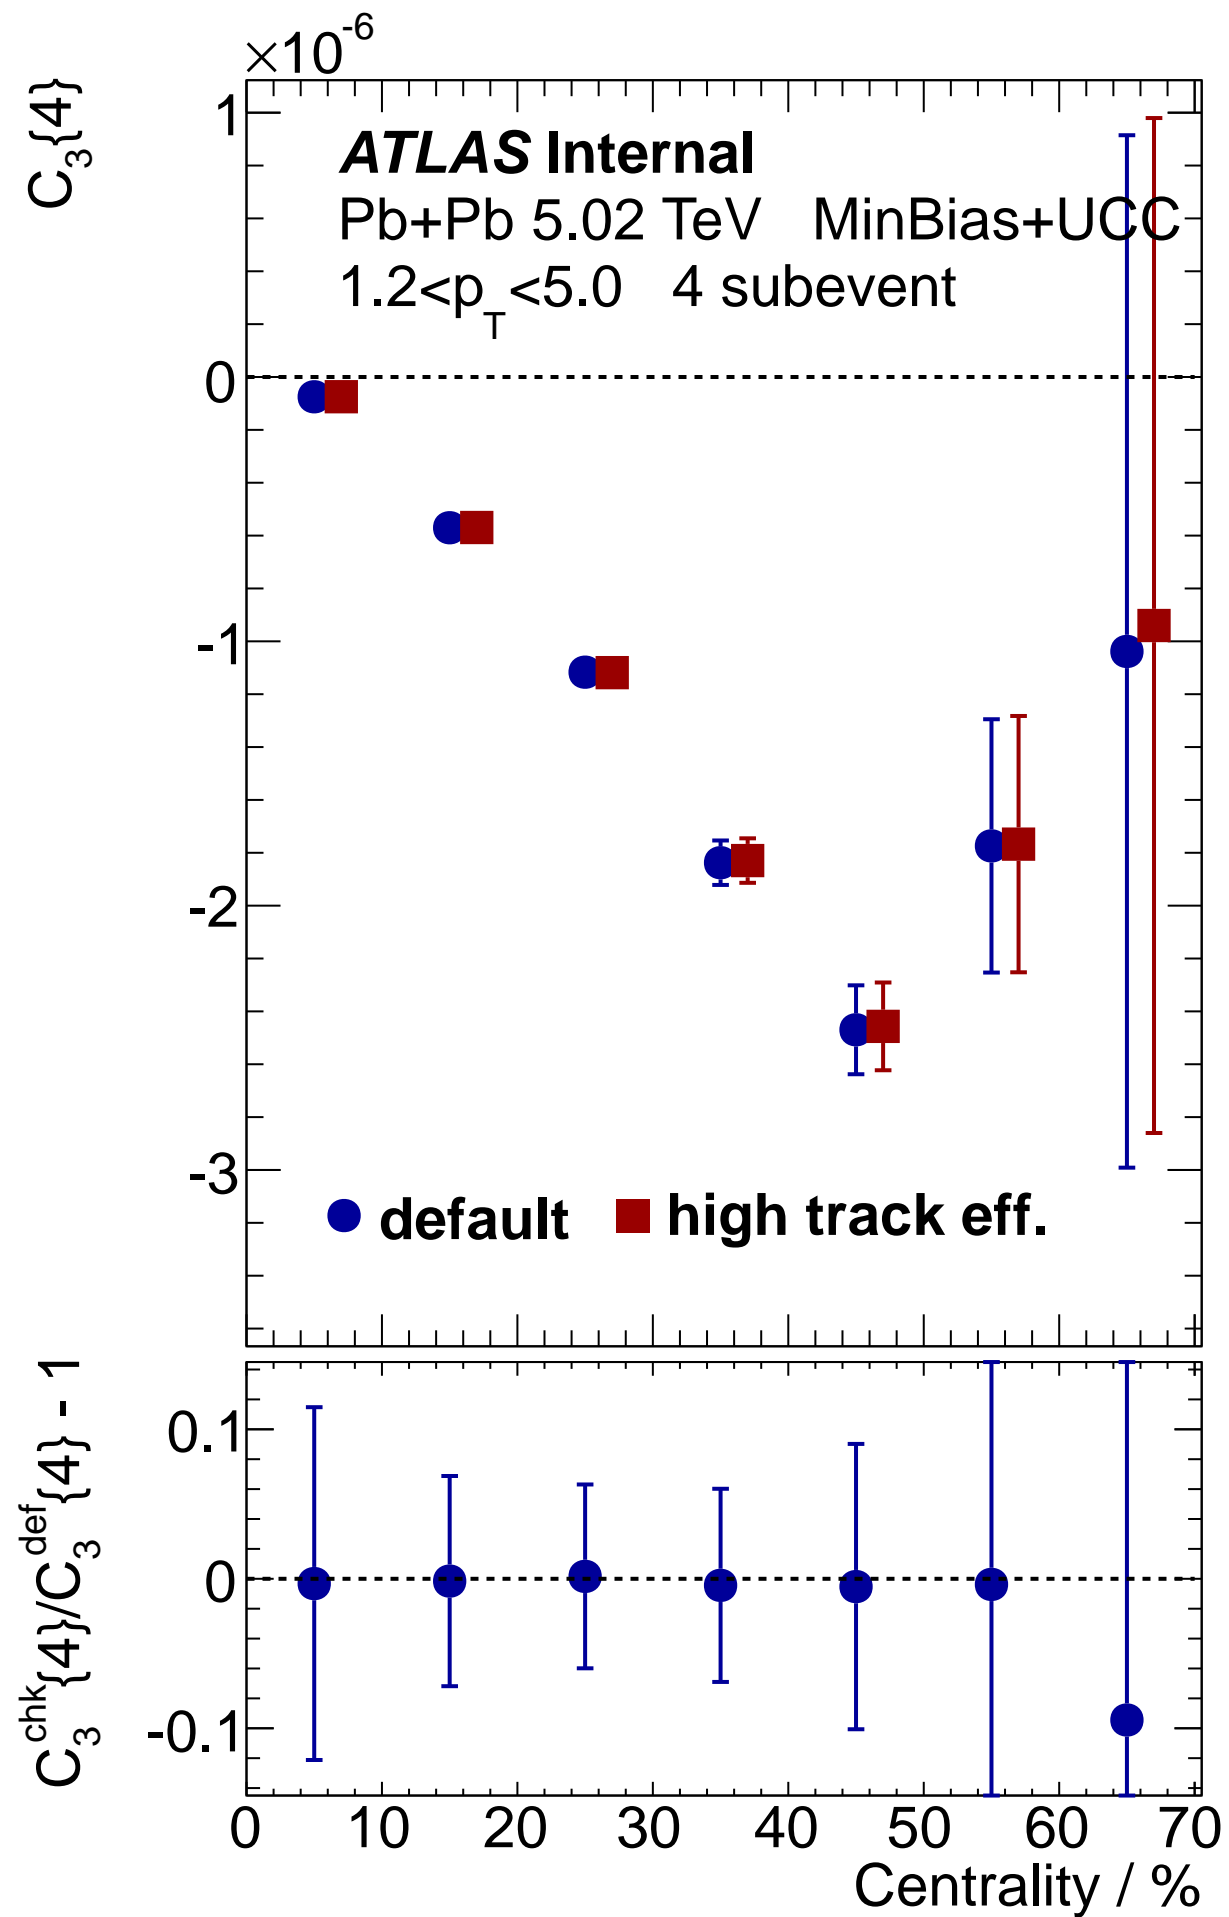 ×10⁻⁶
C₃{4}
ATLAS Internal
Pb+Pb 5.02 TeV MinBias+UCC
1.2<p_T<5.0 4 subevent
1
0
-1
-2
-3
default high track eff.
C₃^chk{4}/C₃^def{4} - 1
0.1
0
-0.1
0 10 20 30 40 50 60 70
Centrality / %